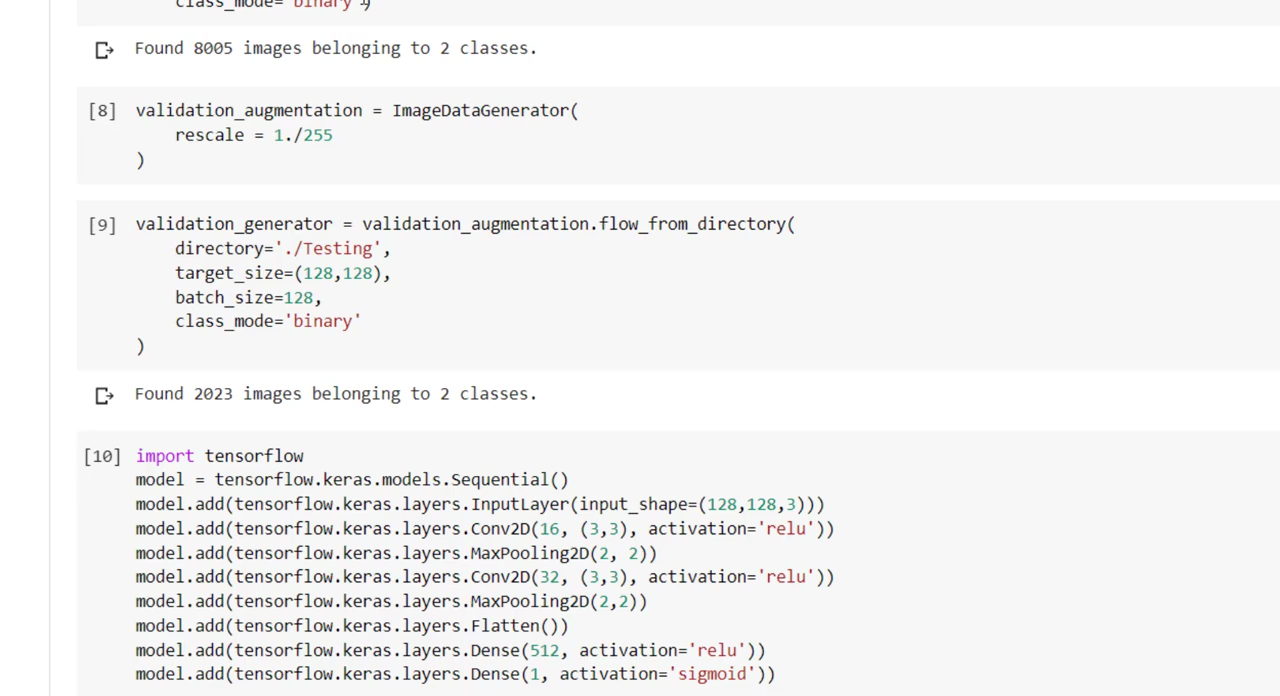 class_mode='binary')
Found 8005 images belonging to 2 classes.
[8] validation_augmentation = ImageDataGenerator(
rescale = 1./255
)
[9] validation_generator = validation_augmentation.flow_from_directory(
directory='./Testing',
target_size=(128,128),
batch_size=128,
class_mode='binary'
)
Found 2023 images belonging to 2 classes.
[10] import tensorflow
model = tensorflow.keras.models.Sequential()
model.add(tensorflow.keras.layers.InputLayer(input_shape=(128,128,3)))
model.add(tensorflow.keras.layers.Conv2D(16, (3,3), activation='relu'))
model.add(tensorflow.keras.layers.MaxPooling2D(2, 2))
model.add(tensorflow.keras.layers.Conv2D(32, (3,3), activation='relu'))
model.add(tensorflow.keras.layers.MaxPooling2D(2,2))
model.add(tensorflow.keras.layers.Flatten())
model.add(tensorflow.keras.layers.Dense(512, activation='relu'))
model.add(tensorflow.keras.layers.Dense(1, activation='sigmoid'))